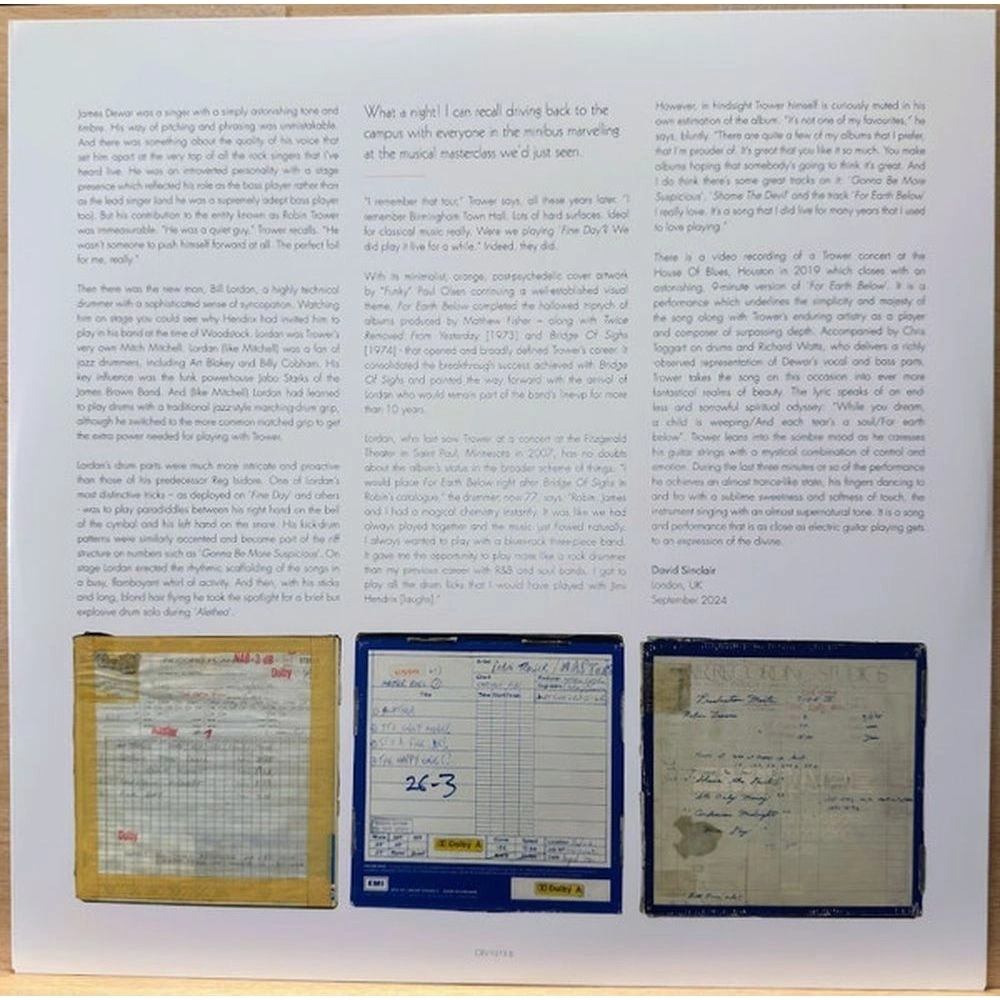 James Dewar was a singer with a simply astonishing tone and
timbre. His way of pitching and phrasing was unmistakable.
And there was something about the quality of his voice that
set him apart at the very top of all the rock singers that I've
heard live. He was an introverted personality with a stage
presence which reflected his role as the bass player rather than
as the lead singer (and he was a supremely adept bass player
too). But his contribution to the entity known as Robin Trower
was immeasurable. "He was a quiet guy," Trower recalls. "He
wasn't someone to push himself forward at all. The perfect foil
for me, really."
Then there was the new man, Bill Lordan, a highly technical
drummer with a sophisticated sense of syncopation. Watching
him on stage you could see why Hendrix had invited him to
play in his band at the time of Woodstock. Lordan was Trower's
very own Mitch Mitchell. Lordan (like Mitchell) was a fan of
jazz drummers, including Art Blakey and Billy Cobham. His
key influence was the funk powerhouse Jabo Starks of the
James Brown Band. And (like Mitchell) Lordan had learned
to play drums with a traditional jazz-style marching-drum grip,
although he switched to the more common matched grip to get
the extra power needed for playing with Trower.
Lordan's drum parts were much more intricate and proactive
than those of his predecessor Reg Isidore. One of Lordan's
most distinctive tricks – as deployed on 'Fine Day' and others
- was to play paradiddles between his right hand on the bell
of the cymbal and his left hand on the snare. His kick-drum
patterns were similarly accented and became part of the riff
structure on numbers such as 'Gonna Be More Suspicious'. On
stage Lordan erected the rhythmic scaffolding of the songs in
a busy, flamboyant whirl of activity. And then, with his sticks
and long, blond hair flying he took the spotlight for a brief but
explosive drum solo during 'Alethea'.
What a night! I can recall driving back to the
campus with everyone in the minibus marvelling
at the musical masterclass we'd just seen.
"I remember that tour," Trower says, all these years later. "I
remember Birmingham Town Hall. Lots of hard surfaces. Ideal
for classical music really. Were we playing 'Fine Day'? We
did play it live for a while." Indeed, they did.
With its minimalist, orange, post-psychedelic cover artwork
by "Funky" Paul Olsen continuing a well-established visual
theme, For Earth Below completed the hallowed triptych of
albums produced by Matthew Fisher – along with Twice
Removed From Yesterday [1973] and Bridge Of Sighs
[1974] - that opened and broadly defined Trower's career. It
consolidated the breakthrough success achieved with Bridge
Of Sighs and pointed the way forward with the arrival of
Lordan who would remain part of the band's line-up for more
than 10 years.
Lordan, who last saw Trower at a concert at the Fitzgerald
Theater in Saint Paul, Minnesota in 2007, has no doubts
about the album's status in the broader scheme of things. "I
would place For Earth Below right after Bridge Of Sighs in
Robin's catalogue," the drummer, now 77, says. "Robin, James
and I had a magical chemistry instantly. It was like we had
always played together and the music just flowed naturally.
I always wanted to play with a blues-rock three-piece band.
It gave me the opportunity to play more like a rock drummer
than my previous career with R&B and soul bands. I got to
play all the drum licks that I would have played with Jimi
Hendrix [laughs]."
However, in hindsight Trower himself is curiously muted in his
own estimation of the album. "It's not one of my favourites," he
says, bluntly. "There are quite a few of my albums that I prefer,
that I'm prouder of. It's great that you like it so much. You make
albums hoping that somebody's going to think it's great. And
I do think there's some great tracks on it: 'Gonna Be More
Suspicious', 'Shame The Devil' and the track 'For Earth Below'
I really love. It's a song that I did live for many years that I used
to love playing."
There is a video recording of a Trower concert at the
House Of Blues, Houston in 2019 which closes with an
astonishing, 9-minute version of 'For Earth Below'. It is a
performance which underlines the simplicity and majesty of
the song along with Trower's enduring artistry as a player
and composer of surpassing depth. Accompanied by Chris
Taggart on drums and Richard Watts, who delivers a richly
observed representation of Dewar's vocal and bass parts,
Trower takes the song on this occasion into ever more
fantastical realms of beauty. The lyric speaks of an end-
less and sorrowful spiritual odyssey: "While you dream,
a child is weeping/And each tear's a soul/For earth
below". Trower leans into the sombre mood as he caresses
his guitar strings with a mystical combination of control and
emotion. During the last three minutes or so of the performance
he achieves an almost trance-like state, his fingers dancing to
and fro with a sublime sweetness and softness of touch, the
instrument singing with an almost supernatural tone. It is a song
and performance that is as close as electric guitar playing gets
to an expression of the divine.
David Sinclair
London, UK
September 2024
NAB-3 dB
Dolby
Master
Dolby
Title
26-3
Dolby A
EMI
Dolby A
Production Master
Robin Trower